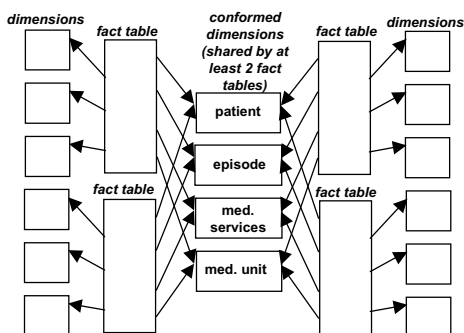 dimensions
fact table
conformed
dimensions
(shared by at
least 2 fact
tables)
fact table
dimensions
patient
episode
fact table
med.
services
fact table
med. unit